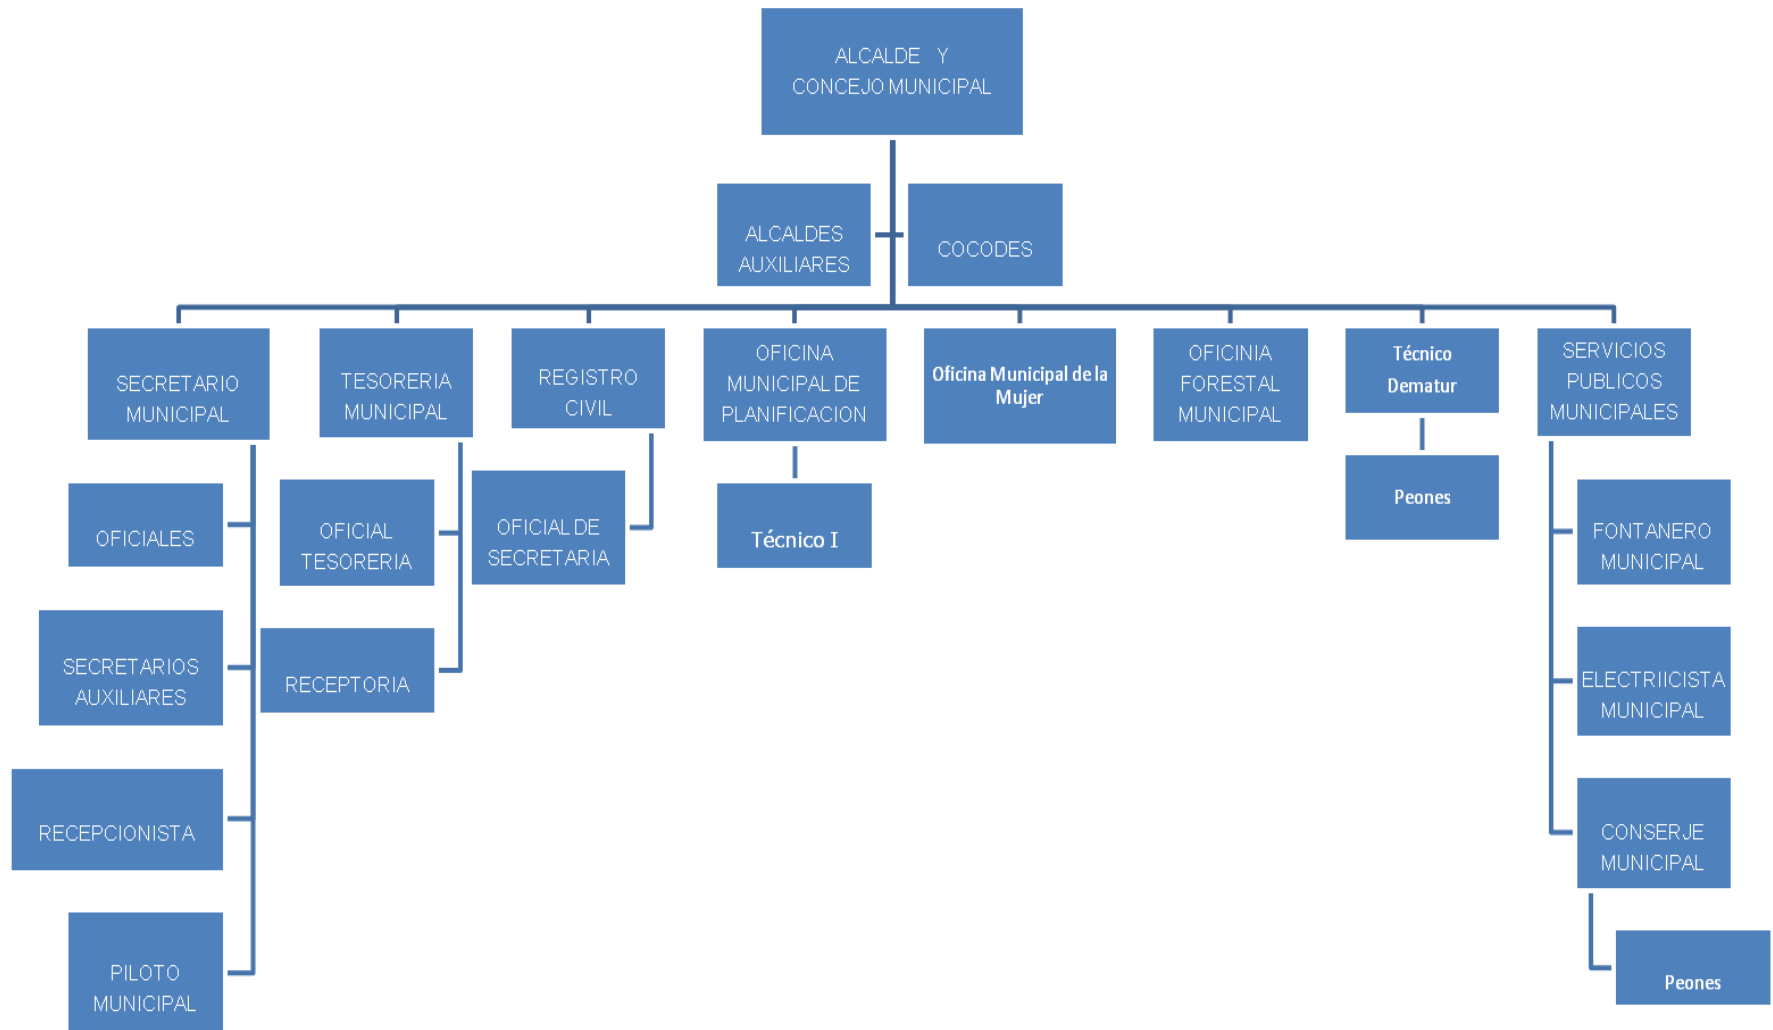 ALCALDE Y
CONCEJO MUNICIPAL
ALCALDES
AUXILIARES
COCODES
SECRETARIO
MUNICIPAL
TESORERIA
MUNICIPAL
REGISTRO
CIVIL
OFICINA
MUNICIPAL DE
PLANIFICACION
Oficina Municipal de la
Mujer
OFICINIA
FORESTAL
MUNICIPAL
Técnico
Dematur
SERVICIOS
PUBLICOS
MUNICIPALES
OFICIALES
SECRETARIOS
AUXILIARES
RECEPCIONISTA
PILOTO
MUNICIPAL
OFICIAL
TESORERIA
RECEPTORIA
OFICIAL DE
SECRETARIA
Técnico I
Peones
FONTANERO
MUNICIPAL
ELECTRIICISTA
MUNICIPAL
CONSERJE
MUNICIPAL
Peones